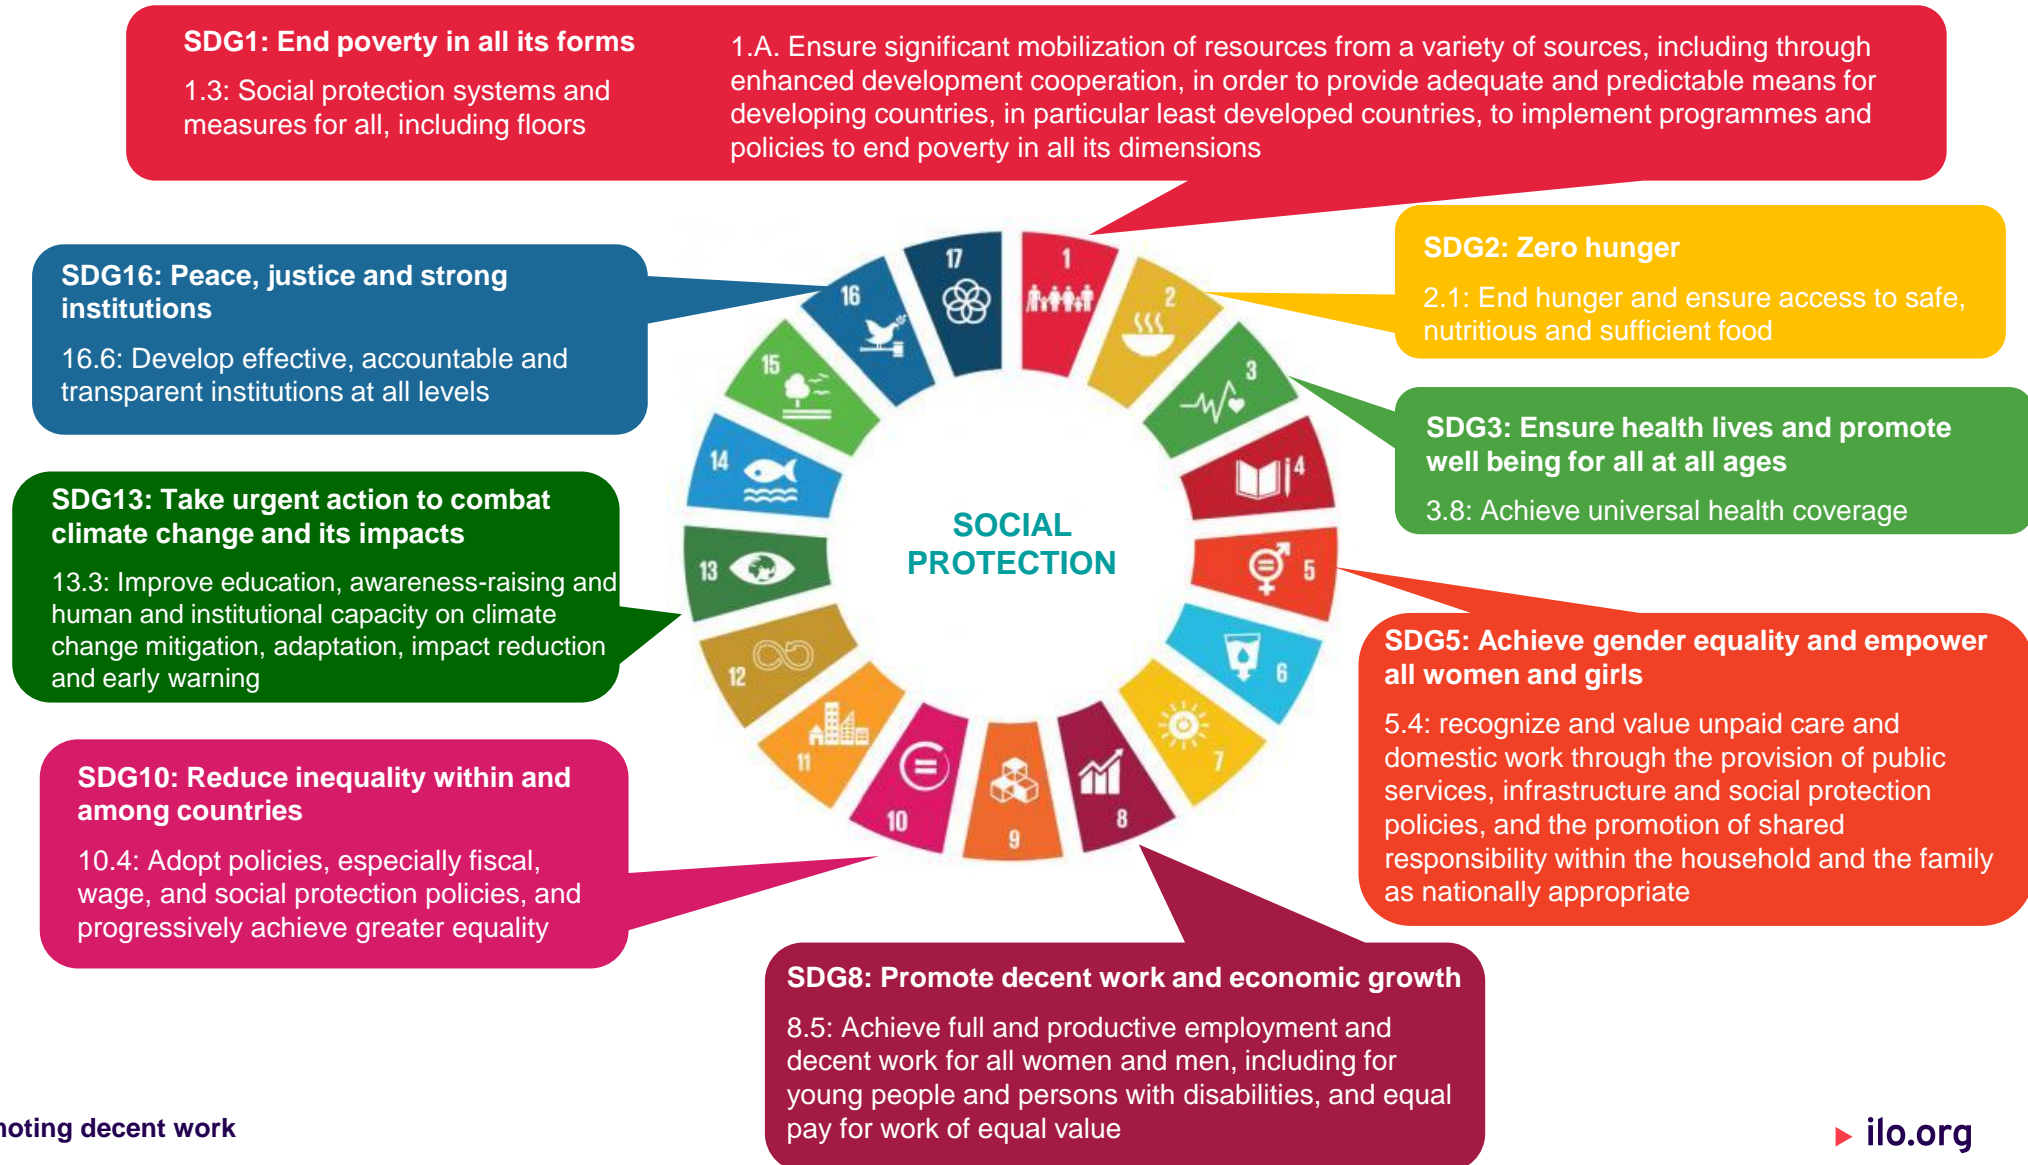 SDG1: End poverty in all its forms
1.3: Social protection systems and
measures for all, including floors
1.A. Ensure significant mobilization of resources from a variety of sources, including through
enhanced development cooperation, in order to provide adequate and predictable means for
developing countries, in particular least developed countries, to implement programmes and
policies to end poverty in all its dimensions
SDG16: Peace, justice and strong
institutions
16.6: Develop effective, accountable and
transparent institutions at all levels
SDG2: Zero hunger
2.1: End hunger and ensure access to safe,
nutritious and sufficient food
SDG3: Ensure health lives and promote
well being for all at all ages
3.8: Achieve universal health coverage
SDG13: Take urgent action to combat
climate change and its impacts
13.3: Improve education, awareness-raising and
human and institutional capacity on climate
change mitigation, adaptation, impact reduction
and early warning
1
2
3
4
5
6
7
8
9
10
11
12
13
14
15
16
17
SOCIAL
PROTECTION
SDG5: Achieve gender equality and empower
all women and girls
5.4: recognize and value unpaid care and
domestic work through the provision of public
services, infrastructure and social protection
policies, and the promotion of shared
responsibility within the household and the family
as nationally appropriate
SDG10: Reduce inequality within and
among countries
10.4: Adopt policies, especially fiscal,
wage, and social protection policies, and
progressively achieve greater equality
SDG8: Promote decent work and economic growth
8.5: Achieve full and productive employment and
decent work for all women and men, including for
young people and persons with disabilities, and equal
pay for work of equal value
noting decent work
ilo.org